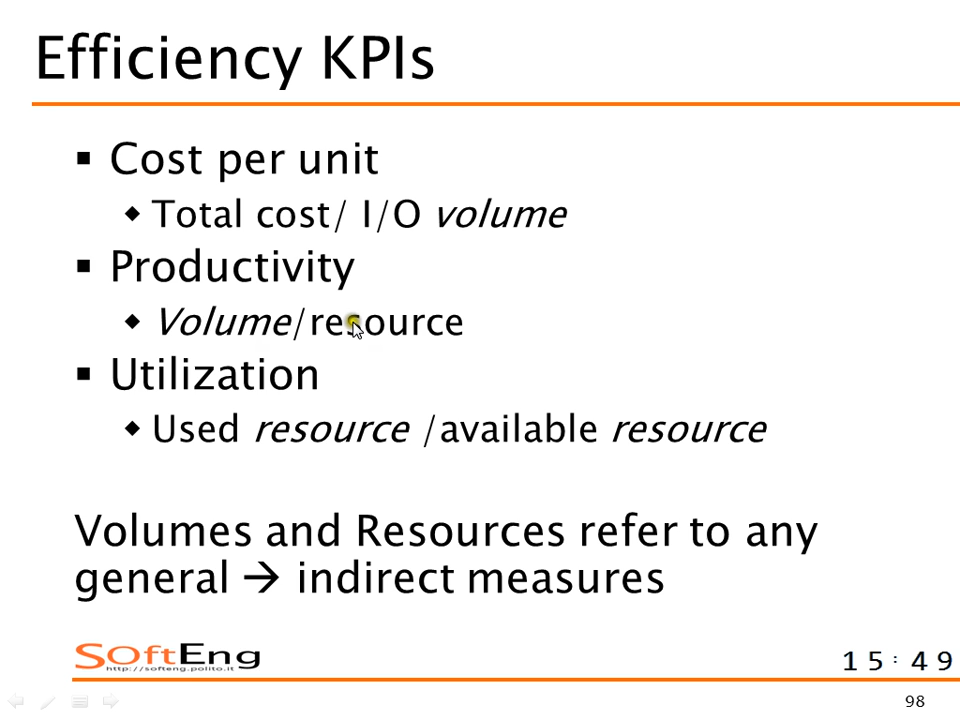 Efficiency KPIs
Cost per unit
Total cost/ I/O volume
Productivity
Volume/resource
Utilization
Used resource /available resource
Volumes and Resources refer to any
general → indirect measures
SOftEng
http://softeng.polito.it
15:49
98